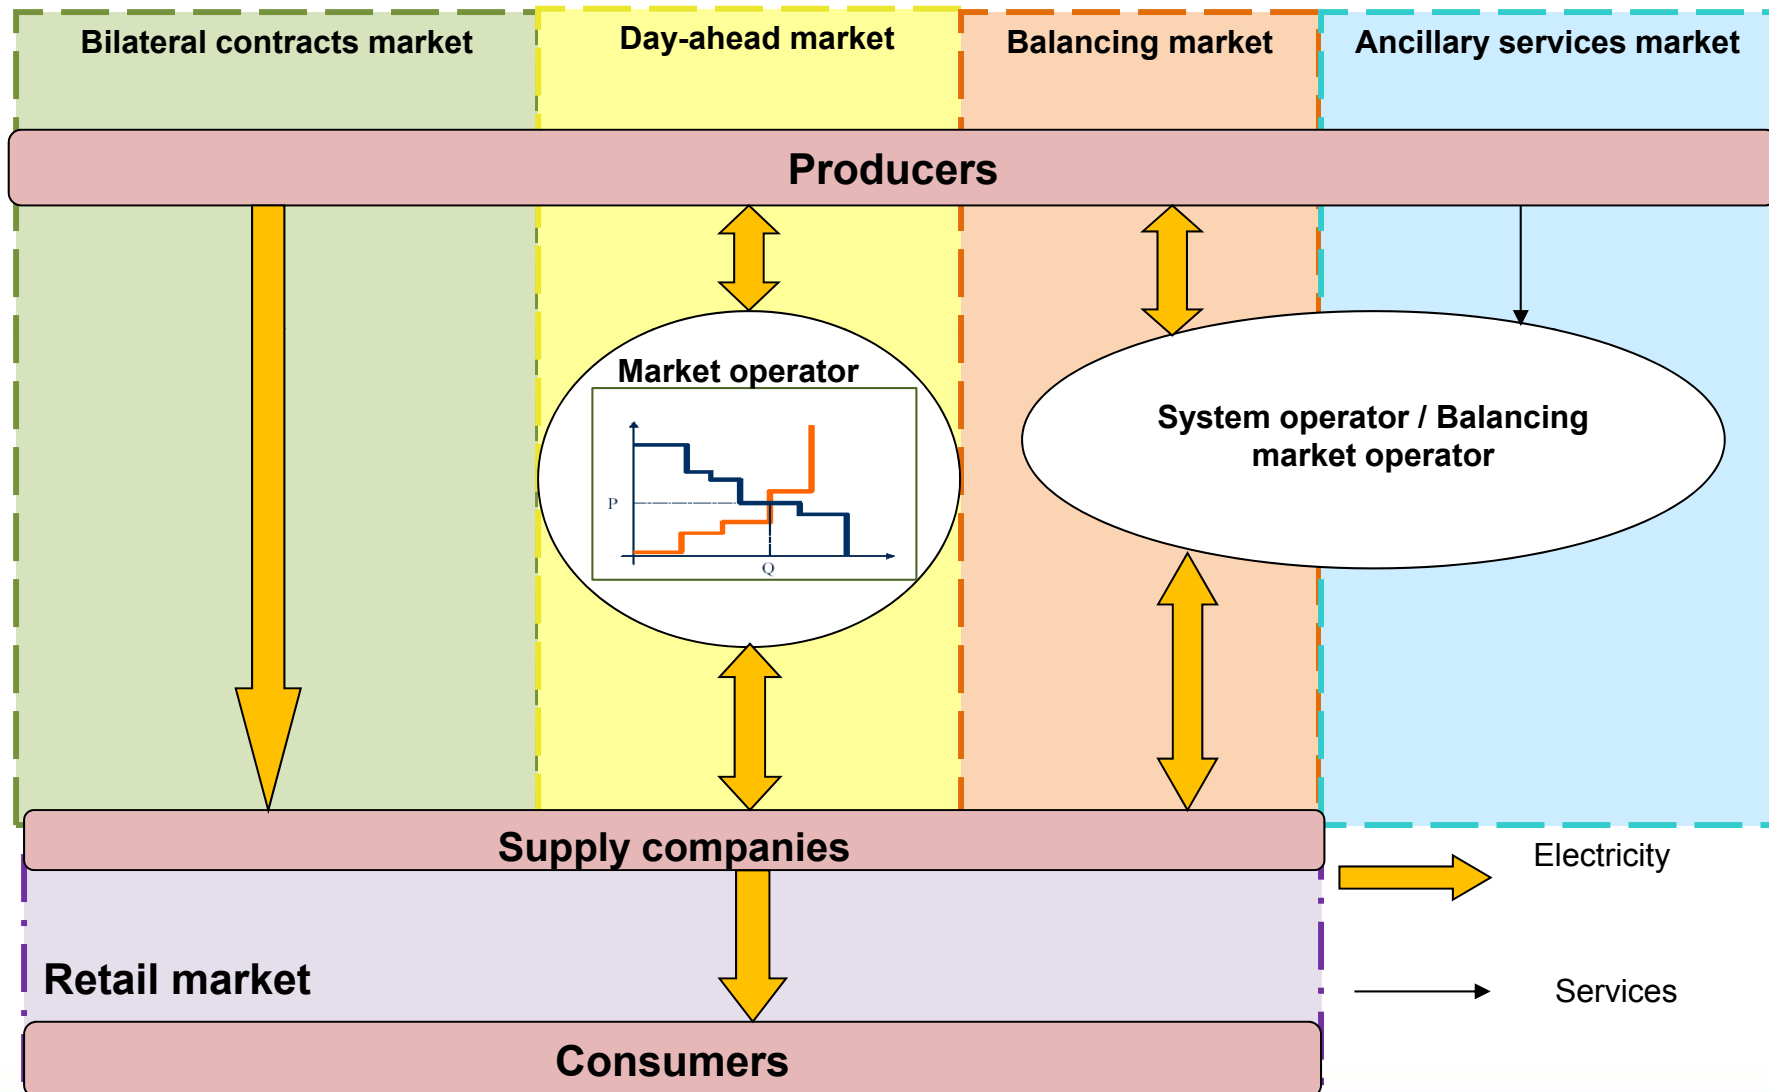 Bilateral contracts market
Day-ahead market
Balancing market
Ancillary services market
Producers
Market operator
P
Q
System operator / Balancing
market operator
Supply companies
Electricity
Retail market
Services
Consumers